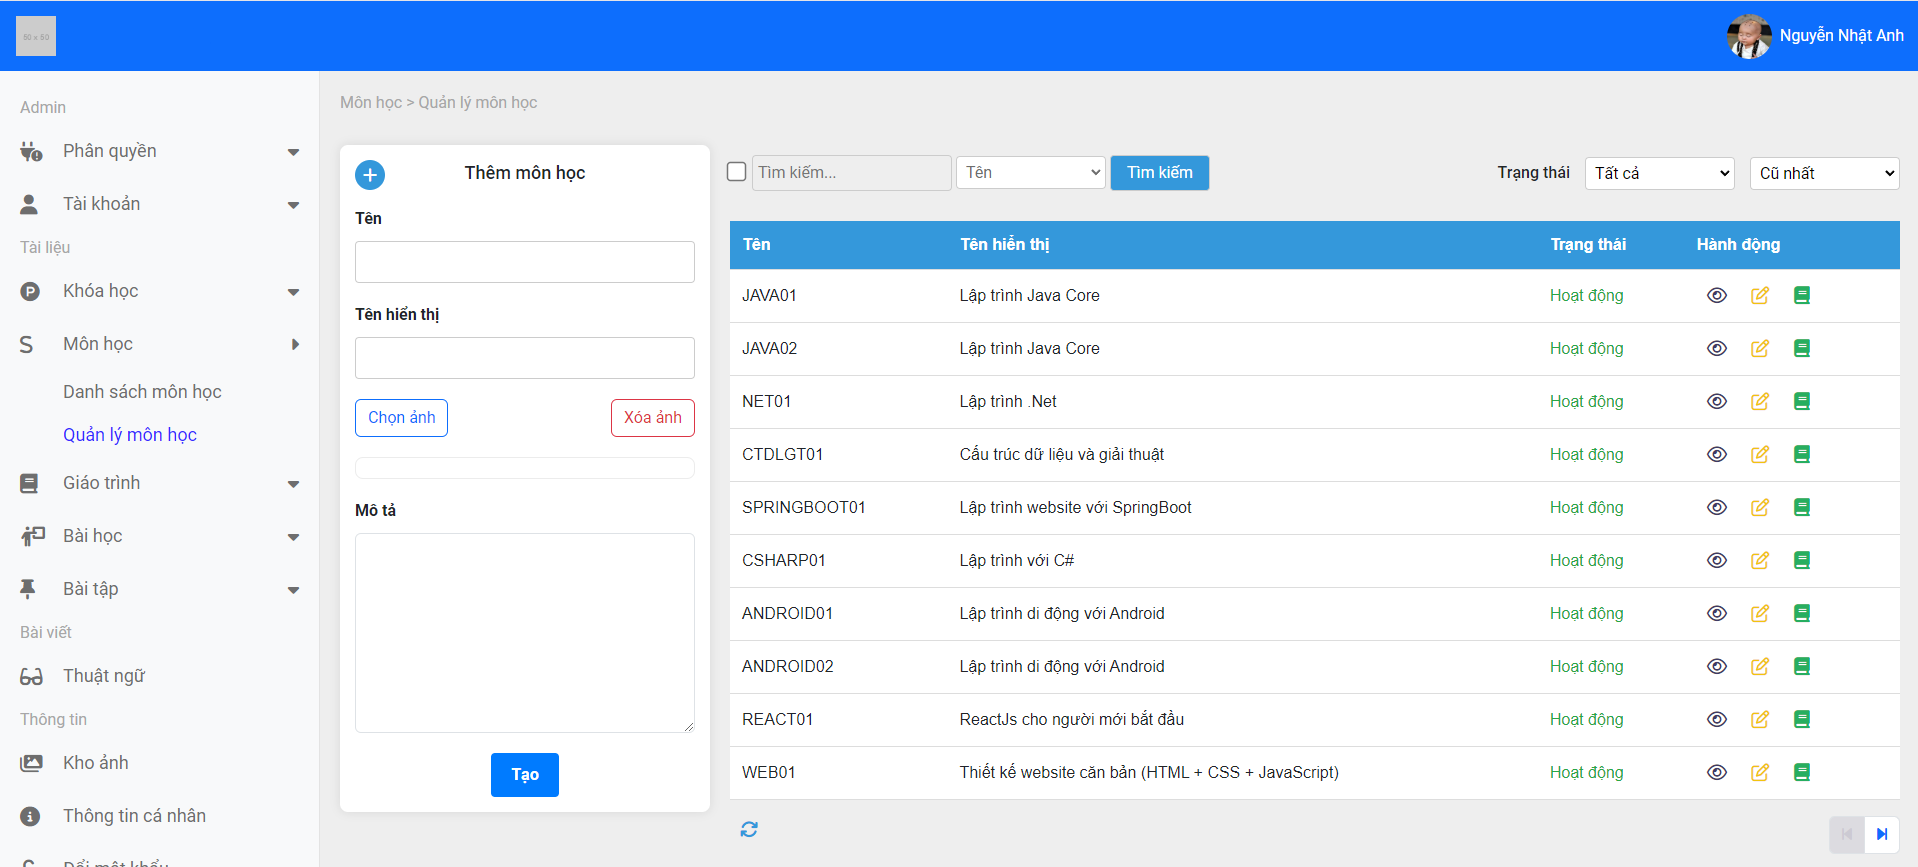 50 x 50
Nguyễn Nhật Anh
Admin
Phân quyền
Tài khoản
Tài liệu
Khóa học
Môn học
Danh sách môn học
Quản lý môn học
Giáo trình
Bài học
Bài tập
Bài viết
Thuật ngữ
Thông tin
Kho ảnh
Thông tin cá nhân
Đổi mật khẩu
Môn học > Quản lý môn học
Thêm môn học
Tên
Tên hiển thị
Chọn ảnh Xóa ảnh
Mô tả
Tạo
Tìm kiếm... Tên Tìm kiếm Trạng thái Tất cả Cũ nhất
Tên Tên hiển thị Trạng thái Hành động
JAVA01 Lập trình Java Core Hoạt động
JAVA02 Lập trình Java Core Hoạt động
NET01 Lập trình .Net Hoạt động
CTDLGT01 Cấu trúc dữ liệu và giải thuật Hoạt động
SPRINGBOOT01 Lập trình website với SpringBoot Hoạt động
CSHARP01 Lập trình với C# Hoạt động
ANDROID01 Lập trình di động với Android Hoạt động
ANDROID02 Lập trình di động với Android Hoạt động
REACT01 ReactJs cho người mới bắt đầu Hoạt động
WEB01 Thiết kế website căn bản (HTML + CSS + JavaScript) Hoạt động